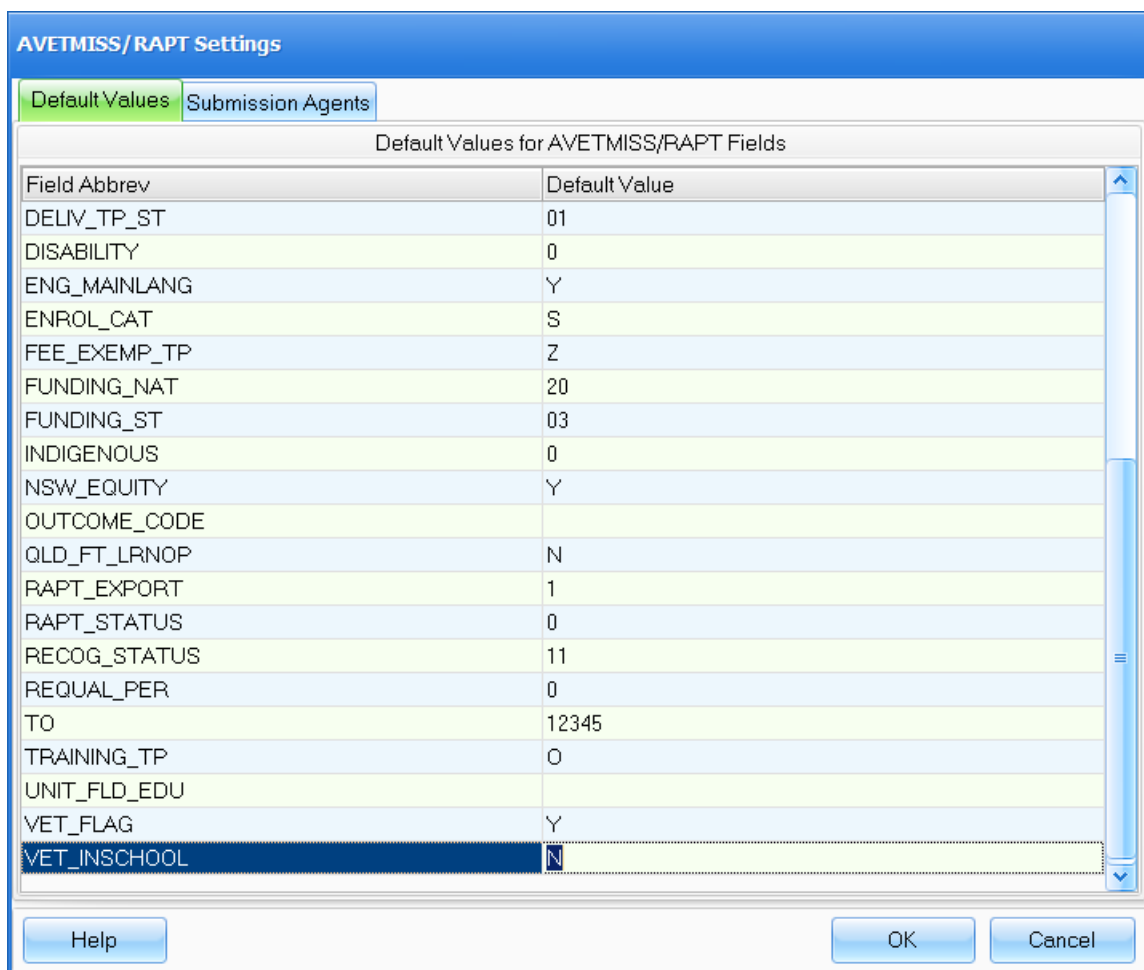 AVETMISS/RAPT Settings
Default Values Submission Agents
Default Values for AVETMISS/RAPT Fields
Field Abbrev Default Value
DELIV_TP_ST 01
DISABILITY 0
ENG_MAINLANG Y
ENROL_CAT S
FEE_EXEMP_TP Z
FUNDING_NAT 20
FUNDING_ST 03
INDIGENOUS 0
NSW_EQUITY Y
OUTCOME_CODE
QLD_FT_LRNOP N
RAPT_EXPORT 1
RAPT_STATUS 0
RECOG_STATUS 11
REQUAL_PER 0
TO 12345
TRAINING_TP O
UNIT_FLD_EDU
VET_FLAG Y
VET_INSCHOOL N
Help OK Cancel